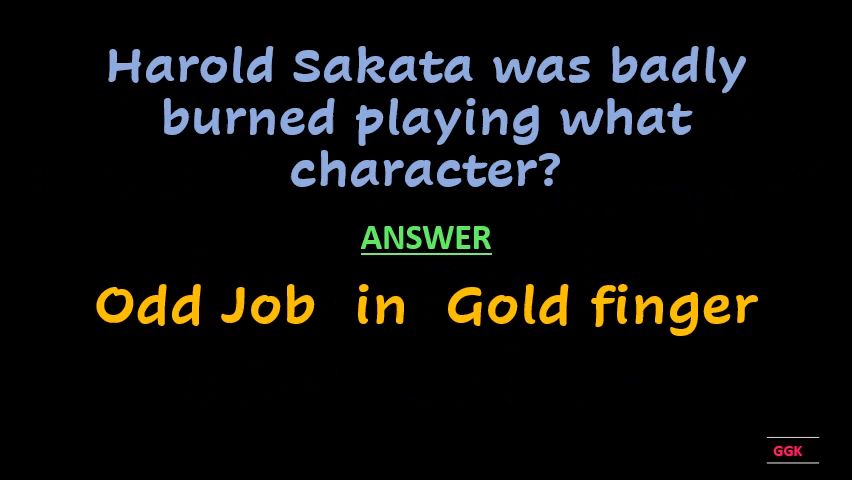 Harold Sakata was badly
burned playing what
character?
ANSWER
Odd Job in Gold finger
GGK